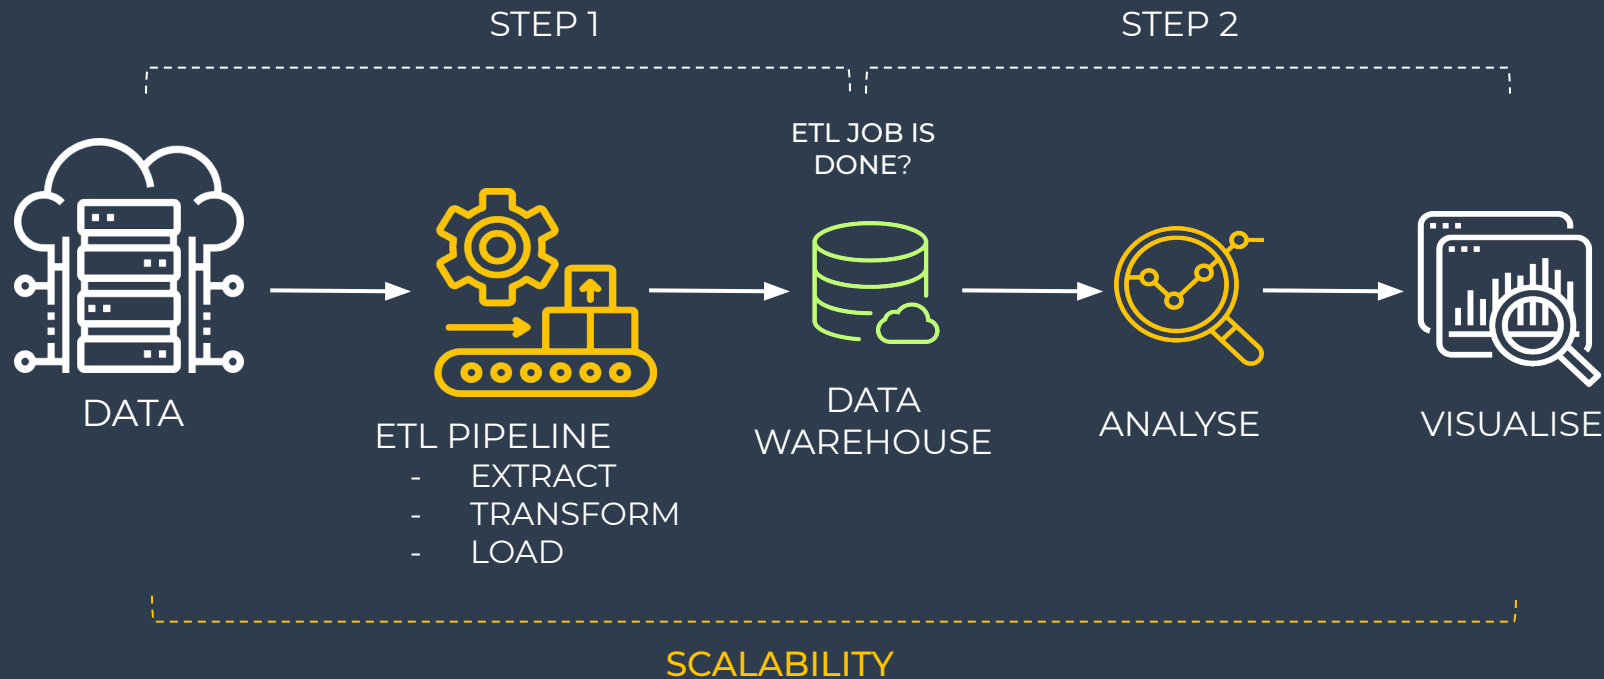 STEP 1
STEP 2
ETL JOB IS
DONE?
DATA
ETL PIPELINE
- EXTRACT
- TRANSFORM
- LOAD
DATA
WAREHOUSE
ANALYSE
VISUALISE
SCALABILITY